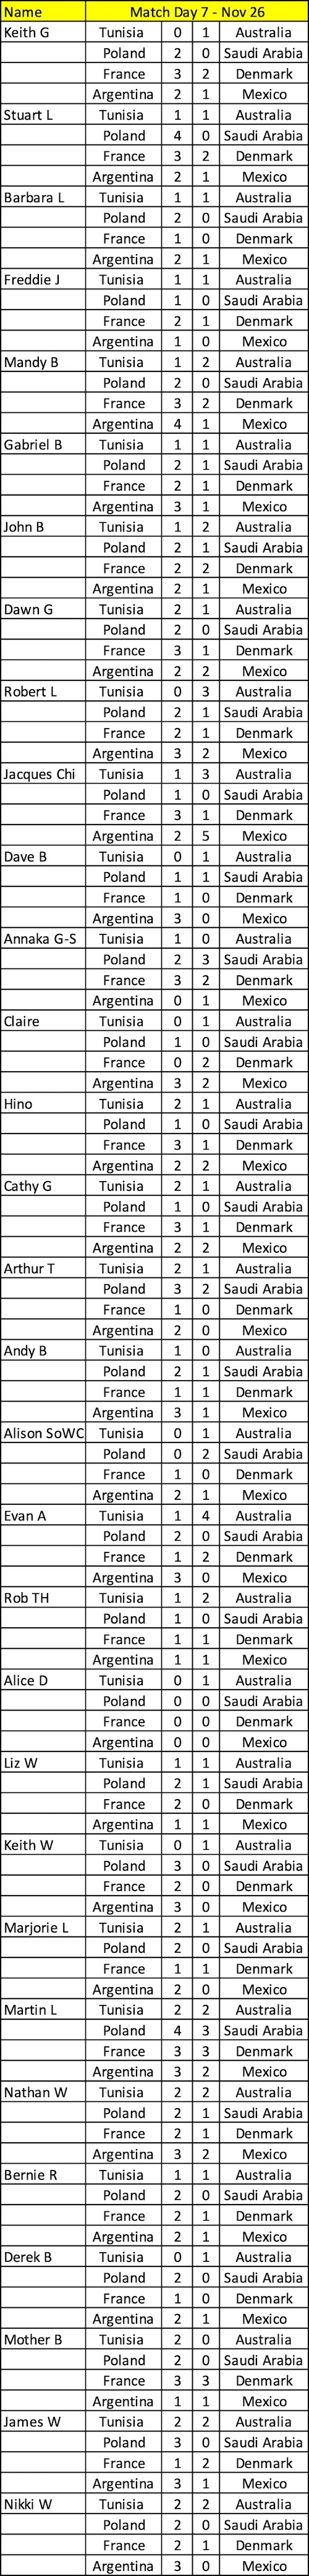 Name Match Day 7 - Nov 26
Keith G Tunisia 0 1 Australia
Poland 2 0 Saudi Arabia
France 3 2 Denmark
Argentina 2 1 Mexico
Stuart L Tunisia 1 1 Australia
Poland 4 0 Saudi Arabia
France 3 2 Denmark
Argentina 2 1 Mexico
Barbara L Tunisia 1 1 Australia
Poland 2 0 Saudi Arabia
France 1 0 Denmark
Argentina 2 1 Mexico
Freddie J Tunisia 1 1 Australia
Poland 1 0 Saudi Arabia
France 2 1 Denmark
Argentina 1 0 Mexico
Mandy B Tunisia 1 2 Australia
Poland 2 0 Saudi Arabia
France 3 2 Denmark
Argentina 4 1 Mexico
Gabriel B Tunisia 1 1 Australia
Poland 2 1 Saudi Arabia
France 2 1 Denmark
Argentina 3 1 Mexico
John B Tunisia 1 2 Australia
Poland 2 1 Saudi Arabia
France 2 2 Denmark
Argentina 2 1 Mexico
Dawn G Tunisia 2 1 Australia
Poland 2 0 Saudi Arabia
France 3 1 Denmark
Argentina 2 2 Mexico
Robert L Tunisia 0 3 Australia
Poland 2 1 Saudi Arabia
France 2 1 Denmark
Argentina 3 2 Mexico
Jacques Chi Tunisia 1 3 Australia
Poland 1 0 Saudi Arabia
France 3 1 Denmark
Argentina 2 5 Mexico
Dave B Tunisia 0 1 Australia
Poland 1 1 Saudi Arabia
France 1 0 Denmark
Argentina 3 0 Mexico
Annaka G-S Tunisia 1 0 Australia
Poland 2 3 Saudi Arabia
France 3 2 Denmark
Argentina 0 1 Mexico
Claire Tunisia 0 1 Australia
Poland 1 0 Saudi Arabia
France 0 2 Denmark
Argentina 3 2 Mexico
Hino Tunisia 2 1 Australia
Poland 1 0 Saudi Arabia
France 3 1 Denmark
Argentina 2 2 Mexico
Cathy G Tunisia 2 1 Australia
Poland 1 0 Saudi Arabia
France 3 1 Denmark
Argentina 2 2 Mexico
Arthur T Tunisia 2 1 Australia
Poland 3 2 Saudi Arabia
France 1 0 Denmark
Argentina 2 0 Mexico
Andy B Tunisia 1 0 Australia
Poland 2 1 Saudi Arabia
France 1 1 Denmark
Argentina 3 1 Mexico
Alison SoWC Tunisia 0 1 Australia
Poland 0 2 Saudi Arabia
France 1 0 Denmark
Argentina 2 1 Mexico
Evan A Tunisia 1 4 Australia
Poland 2 0 Saudi Arabia
France 1 2 Denmark
Argentina 3 0 Mexico
Rob TH Tunisia 1 2 Australia
Poland 1 0 Saudi Arabia
France 1 1 Denmark
Argentina 1 1 Mexico
Alice D Tunisia 0 1 Australia
Poland 0 0 Saudi Arabia
France 0 0 Denmark
Argentina 0 0 Mexico
Liz W Tunisia 1 1 Australia
Poland 2 1 Saudi Arabia
France 2 0 Denmark
Argentina 1 1 Mexico
Keith W Tunisia 0 1 Australia
Poland 3 0 Saudi Arabia
France 2 0 Denmark
Argentina 3 0 Mexico
Marjorie L Tunisia 2 1 Australia
Poland 2 0 Saudi Arabia
France 1 1 Denmark
Argentina 2 0 Mexico
Martin L Tunisia 2 2 Australia
Poland 4 3 Saudi Arabia
France 3 3 Denmark
Argentina 3 2 Mexico
Nathan W Tunisia 2 2 Australia
Poland 2 1 Saudi Arabia
France 2 1 Denmark
Argentina 3 2 Mexico
Bernie R Tunisia 1 1 Australia
Poland 2 0 Saudi Arabia
France 2 1 Denmark
Argentina 2 1 Mexico
Derek B Tunisia 0 1 Australia
Poland 2 0 Saudi Arabia
France 1 0 Denmark
Argentina 2 1 Mexico
Mother B Tunisia 2 0 Australia
Poland 2 0 Saudi Arabia
France 3 3 Denmark
Argentina 1 1 Mexico
James W Tunisia 2 2 Australia
Poland 3 0 Saudi Arabia
France 1 2 Denmark
Argentina 3 1 Mexico
Nikki W Tunisia 2 2 Australia
Poland 2 0 Saudi Arabia
France 2 1 Denmark
Argentina 3 0 Mexico